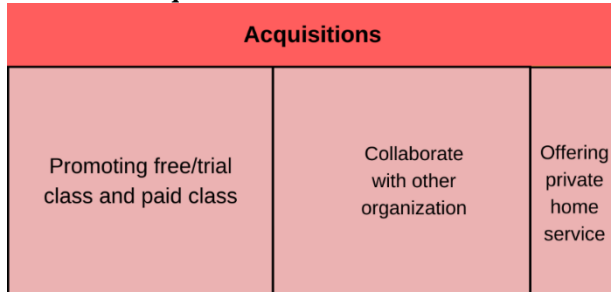 Acquisitions
Promoting free/trial
class and paid class
Collaborate
with other
organization
Offering
private
home
service